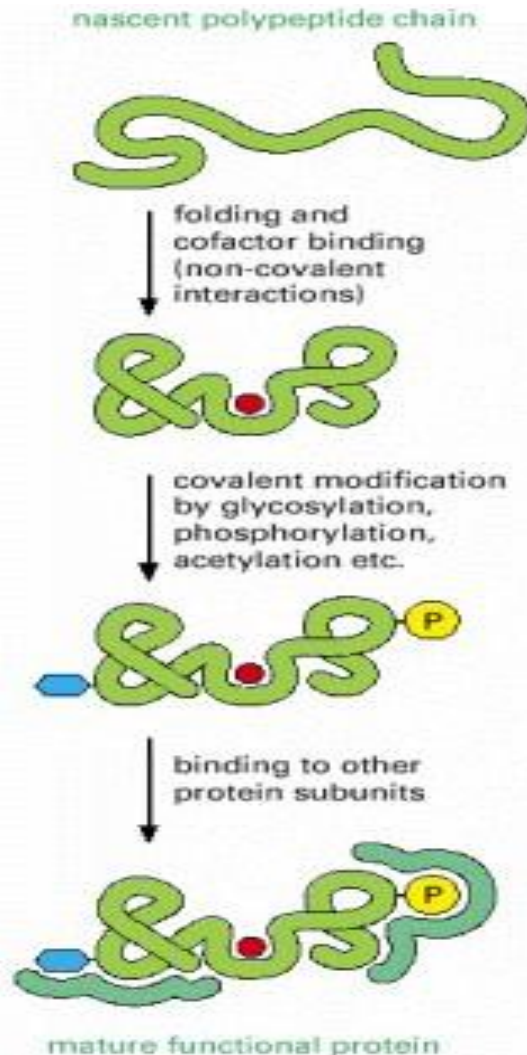 nascent polypeptide chain
folding and
cofactor binding
(non-covalent
interactions)
covalent modification
by glycosylation,
phosphorylation,
acetylation etc.
P
binding to other
protein subunits
P
mature functional protein